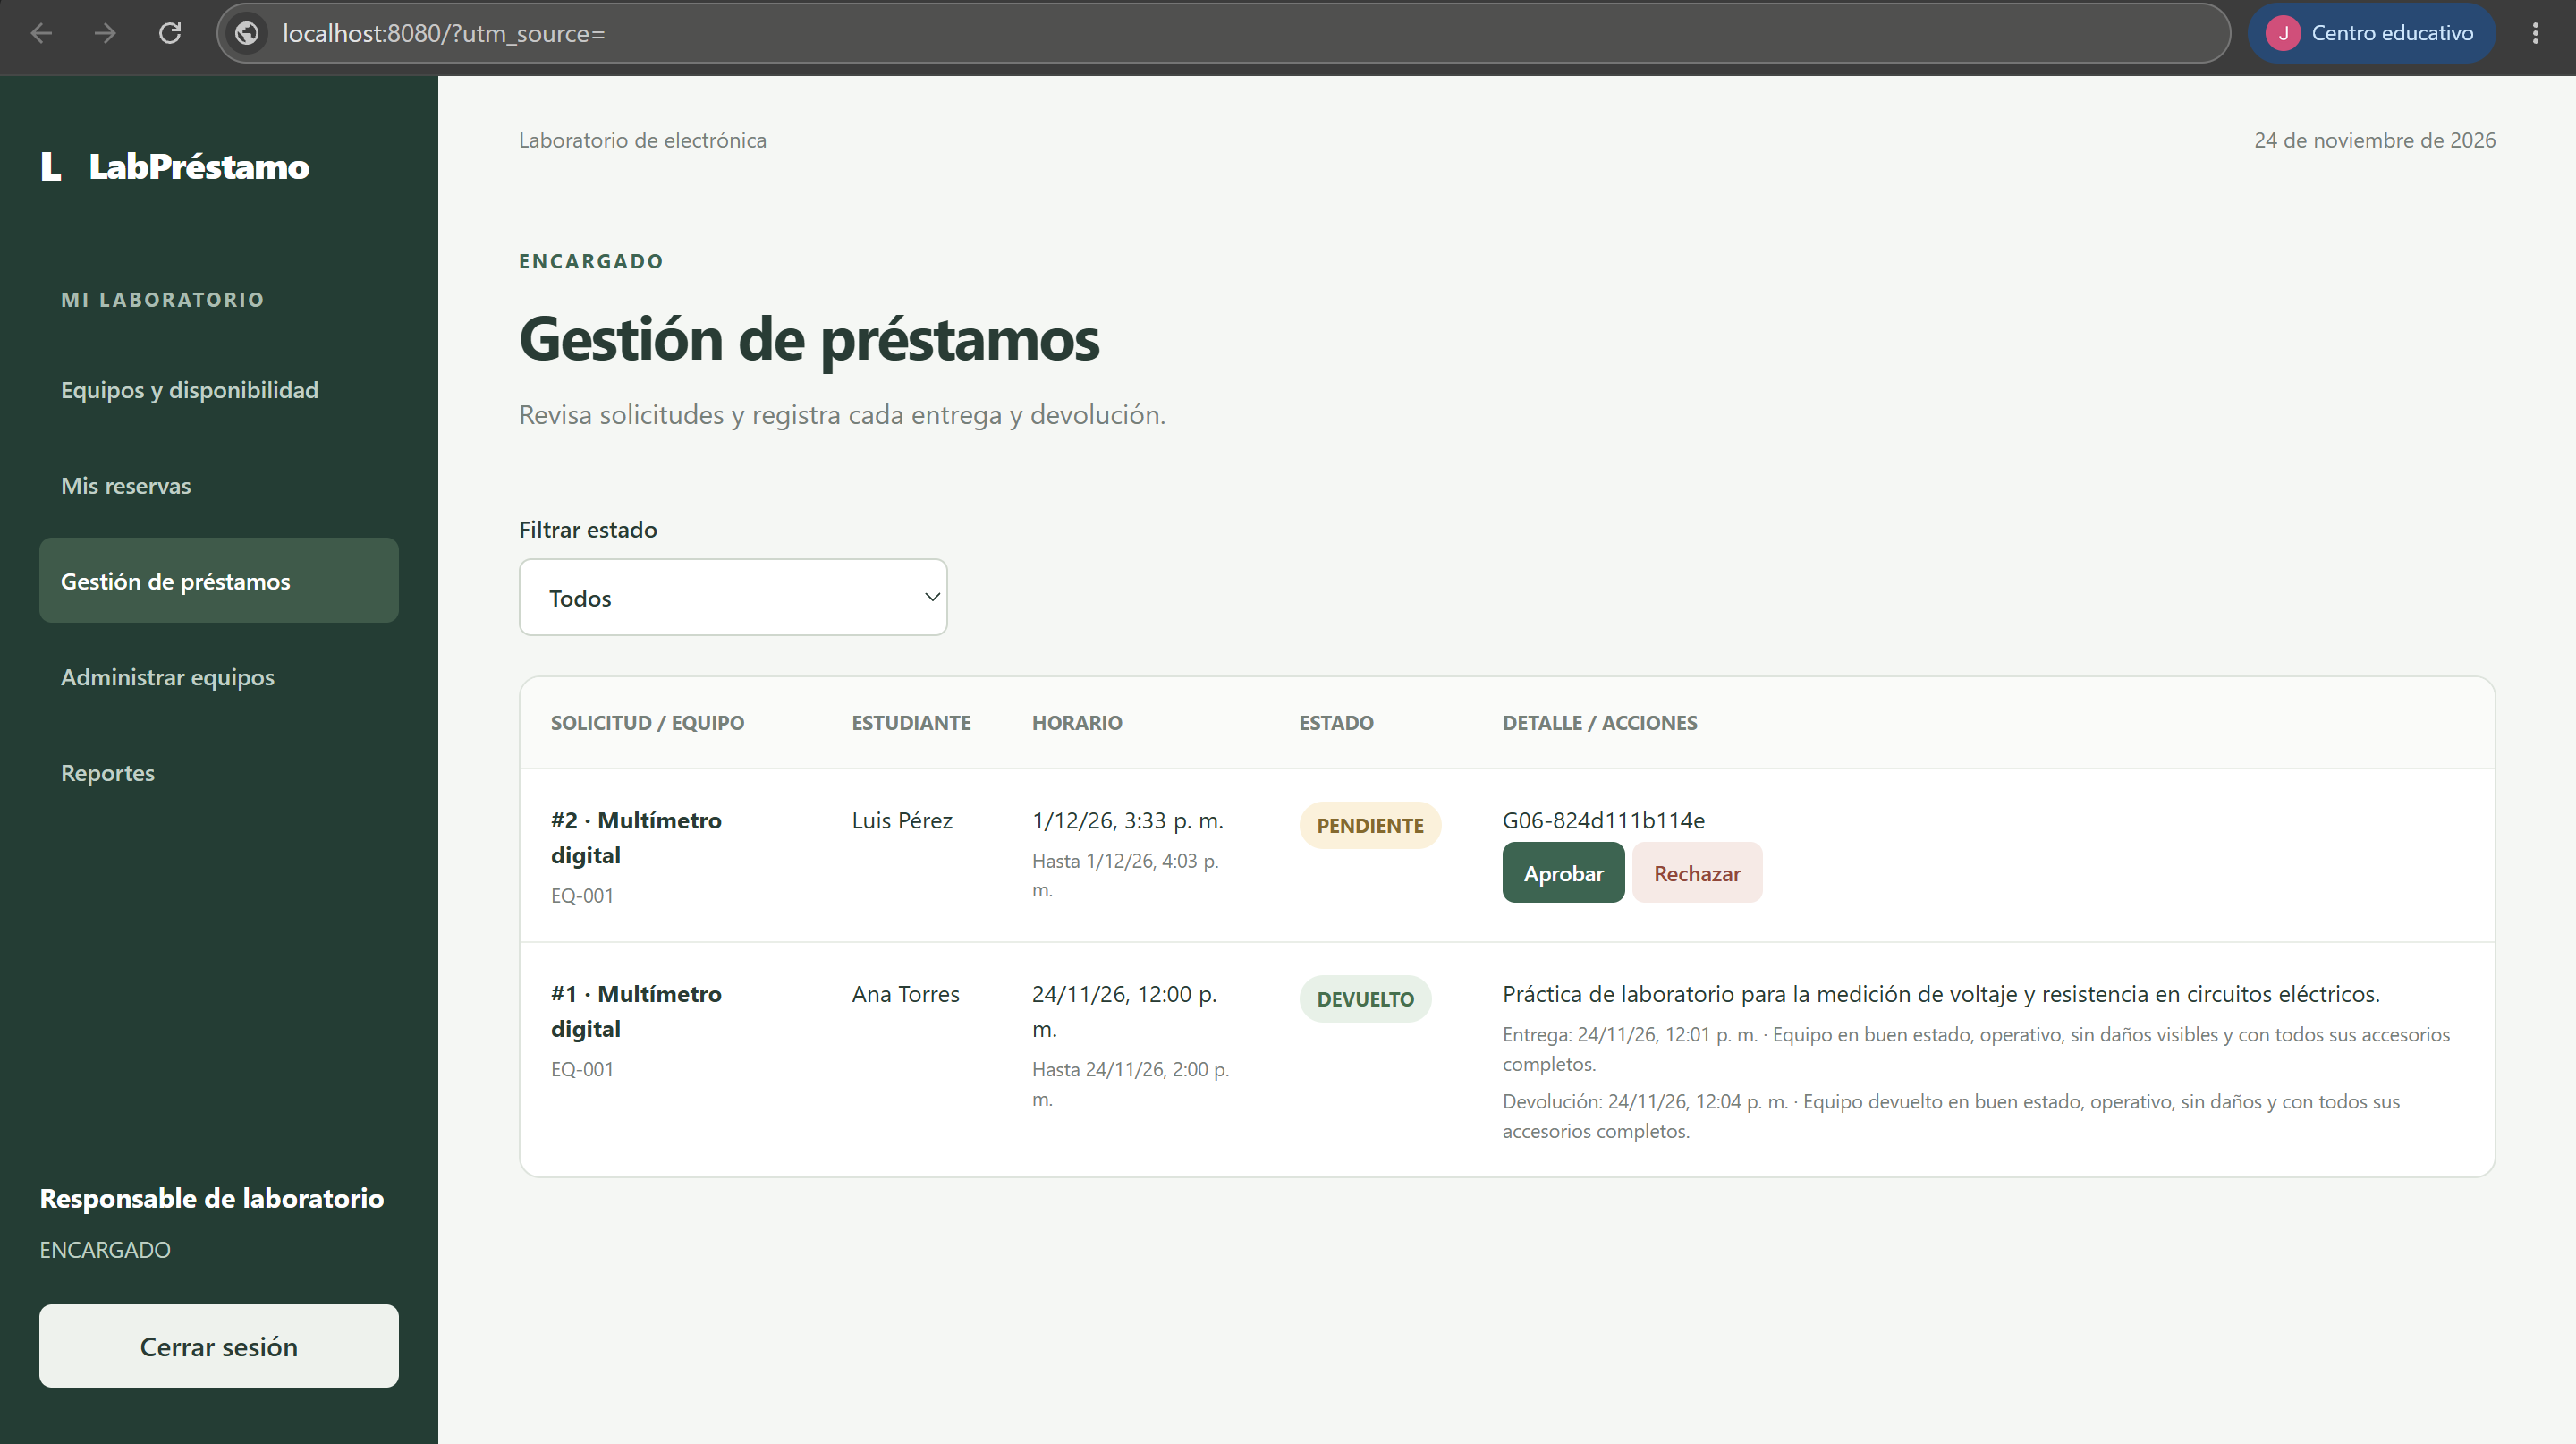 localhost:8080/?utm_source=
J Centro educativo
L LabPréstamo
MI LABORATORIO
Equipos y disponibilidad
Mis reservas
Gestión de préstamos
Administrar equipos
Reportes
Responsable de laboratorio
ENCARGADO
Cerrar sesión
Laboratorio de electrónica
24 de noviembre de 2026
ENCARGADO
Gestión de préstamos
Revisa solicitudes y registra cada entrega y devolución.
Filtrar estado
Todos
SOLICITUD / EQUIPO ESTUDIANTE HORARIO ESTADO DETALLE / ACCIONES
#2 · Multímetro
digital
EQ-001
Luis Pérez
1/12/26, 3:33 p. m.
Hasta 1/12/26, 4:03 p.
m.
PENDIENTE
G06-824d111b114e
Aprobar Rechazar
#1 · Multímetro
digital
EQ-001
Ana Torres
24/11/26, 12:00 p.
m.
Hasta 24/11/26, 2:00 p.
m.
DEVUELTO
Práctica de laboratorio para la medición de voltaje y resistencia en circuitos eléctricos.
Entrega: 24/11/26, 12:01 p. m. · Equipo en buen estado, operativo, sin daños visibles y con todos sus accesorios
completos.
Devolución: 24/11/26, 12:04 p. m. · Equipo devuelto en buen estado, operativo, sin daños y con todos sus
accesorios completos.